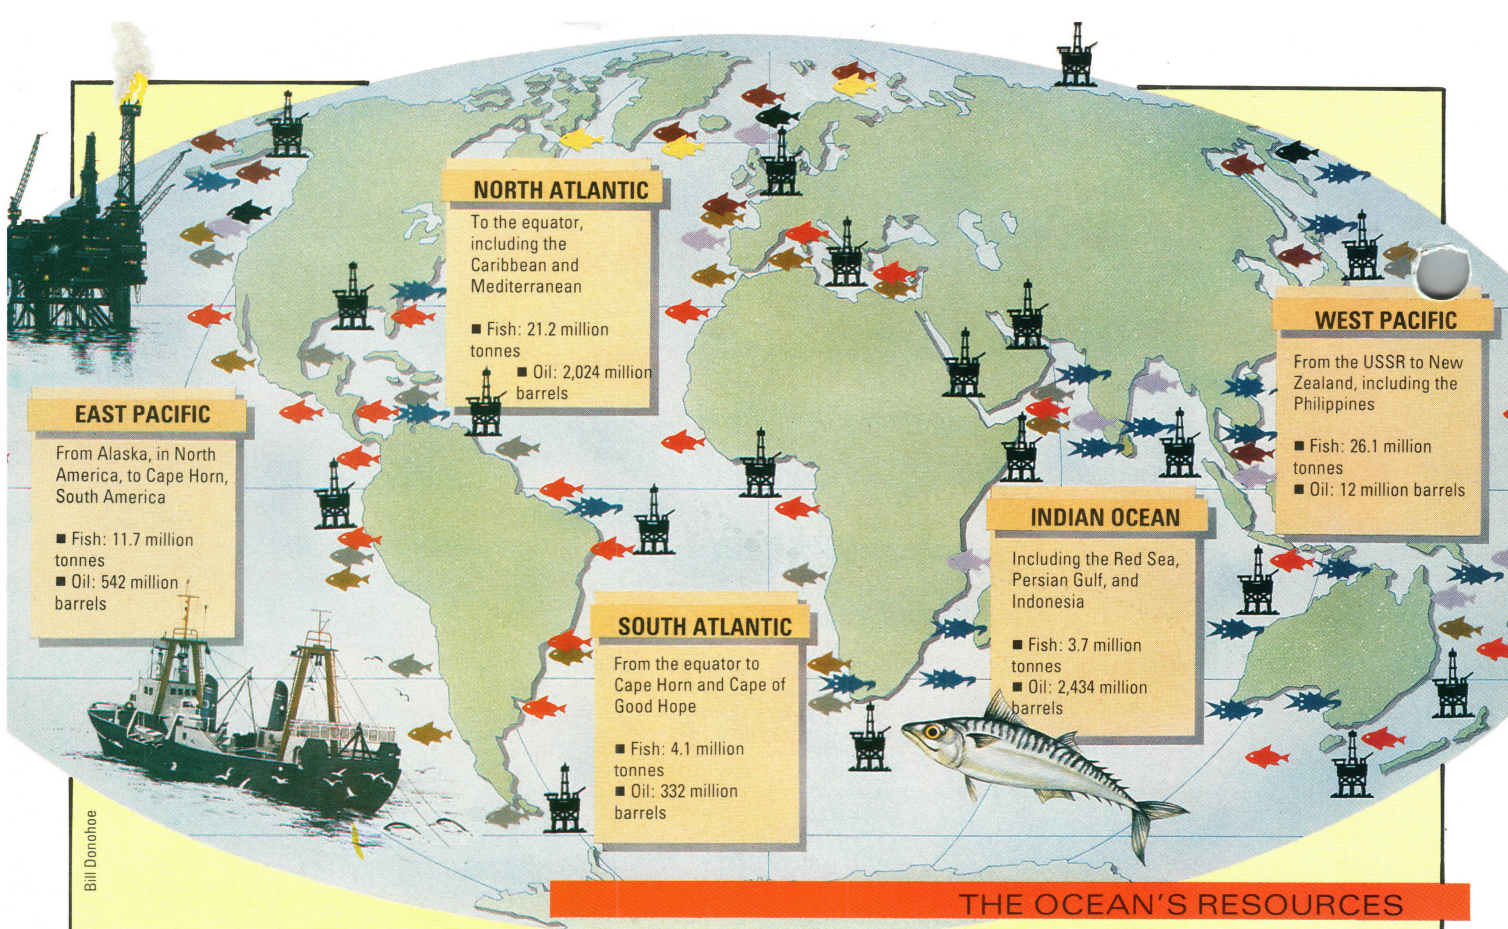 NORTH ATLANTIC
To the equator,
including the
Caribbean and
Mediterranean
■ Fish: 21.2 million
tonnes
■ Oil: 2,024 million
barrels
WEST PACIFIC
From the USSR to New
Zealand, including the
Philippines
■ Fish: 26.1 million
tonnes
■ Oil: 12 million barrels
EAST PACIFIC
From Alaska, in North
America, to Cape Horn,
South America
■ Fish: 11.7 million
tonnes
■ Oil: 542 million
barrels
INDIAN OCEAN
Including the Red Sea,
Persian Gulf, and
Indonesia
■ Fish: 3.7 million
tonnes
■ Oil: 2,434 million
barrels
SOUTH ATLANTIC
From the equator to
Cape Horn and Cape of
Good Hope
■ Fish: 4.1 million
tonnes
■ Oil: 332 million
barrels
Bill Donohoe
THE OCEAN'S RESOURCES